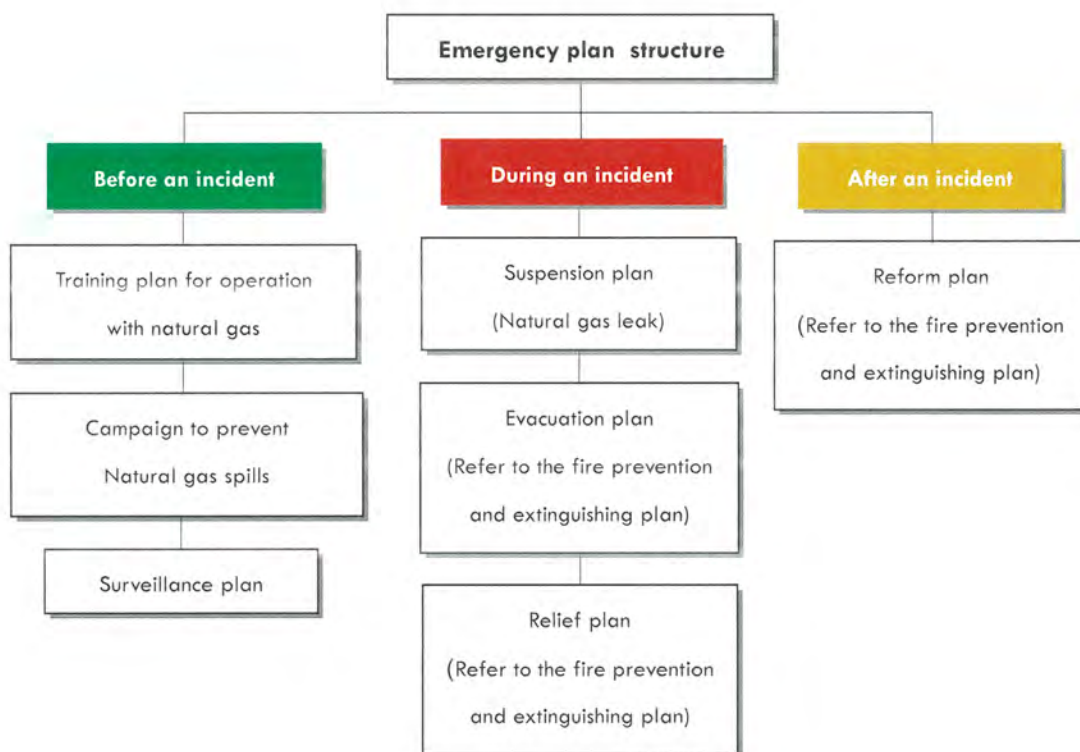 Emergency plan structure
Before an incident
Training plan for operation
with natural gas
Campaign to prevent
Natural gas spills
Surveillance plan
During an incident
Suspension plan
(Natural gas leak)
Evacuation plan
(Refer to the fire prevention
and extinguishing plan)
Relief plan
(Refer to the fire prevention
and extinguishing plan)
After an incident
Reform plan
(Refer to the fire prevention
and extinguishing plan)